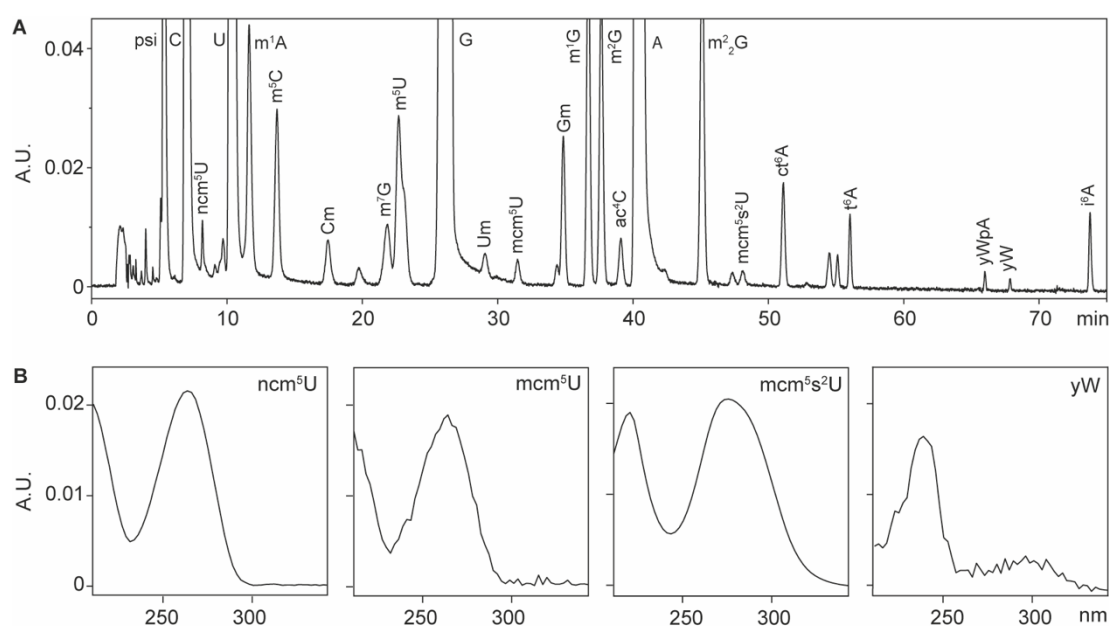 A
0.04
0.02
0
A.U.
psi
C
ncm⁵U
U
m¹A
m⁵C
Cm
m⁷G
m⁵U
G
Um
mcm⁵U
Gm
m¹G
m²G
ac⁴C
A
m²₂G
mcm⁵s²U
ct⁶A
t⁶A
yWpA
yW
i⁶A
0 10 20 30 40 50 60 70 min
B
ncm⁵U mcm⁵U mcm⁵s²U yW
0.02
0.01
0
A.U.
250 300 250 300 250 300 250 300 nm